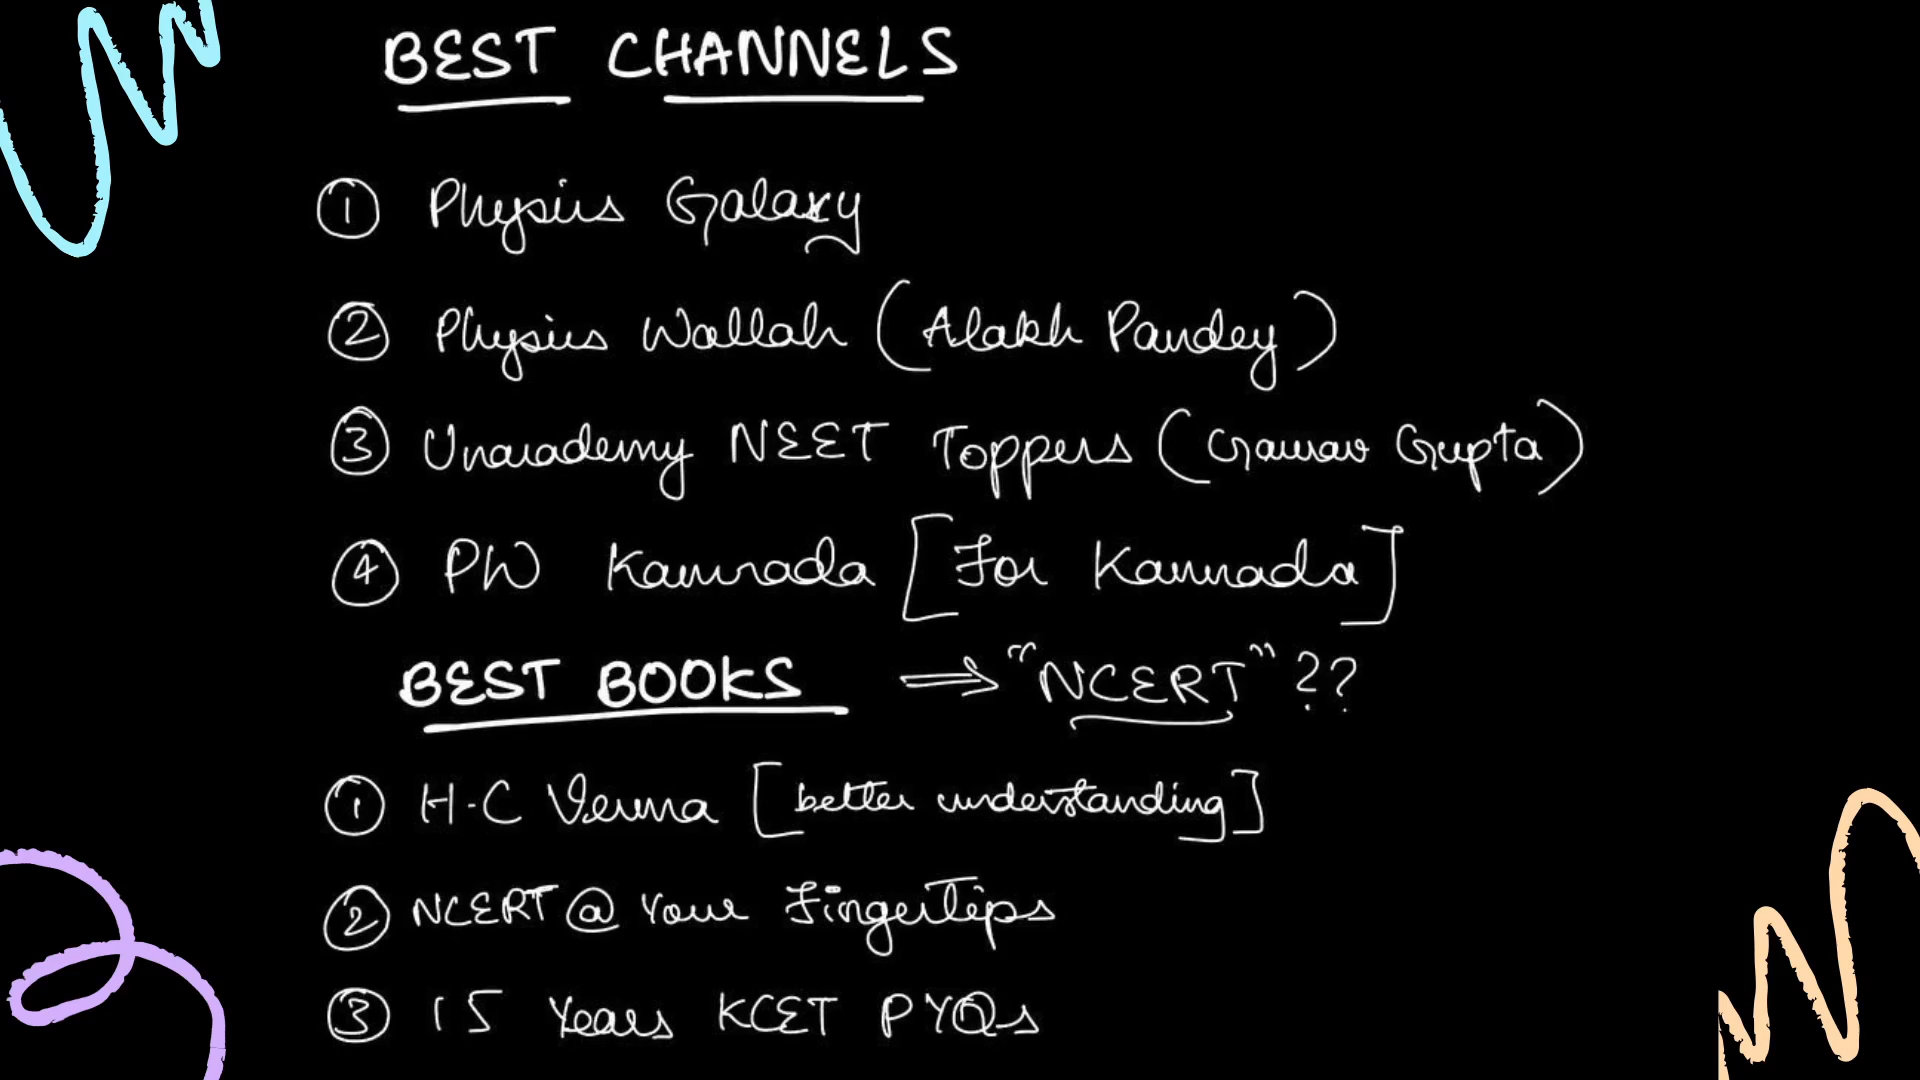 BEST CHANNELS
① Physics Galaxy
② Physics Wallah (Alakh Pandey)
③ Unacademy NEET Toppers (Gaurav Gupta)
④ PW Kannada [For Kannada]
BEST BOOKS ⇒ "NCERT" ??
① H.C Verma [better understanding]
② NCERT @ Your Fingertips
③ 15 Years KCET PYQs